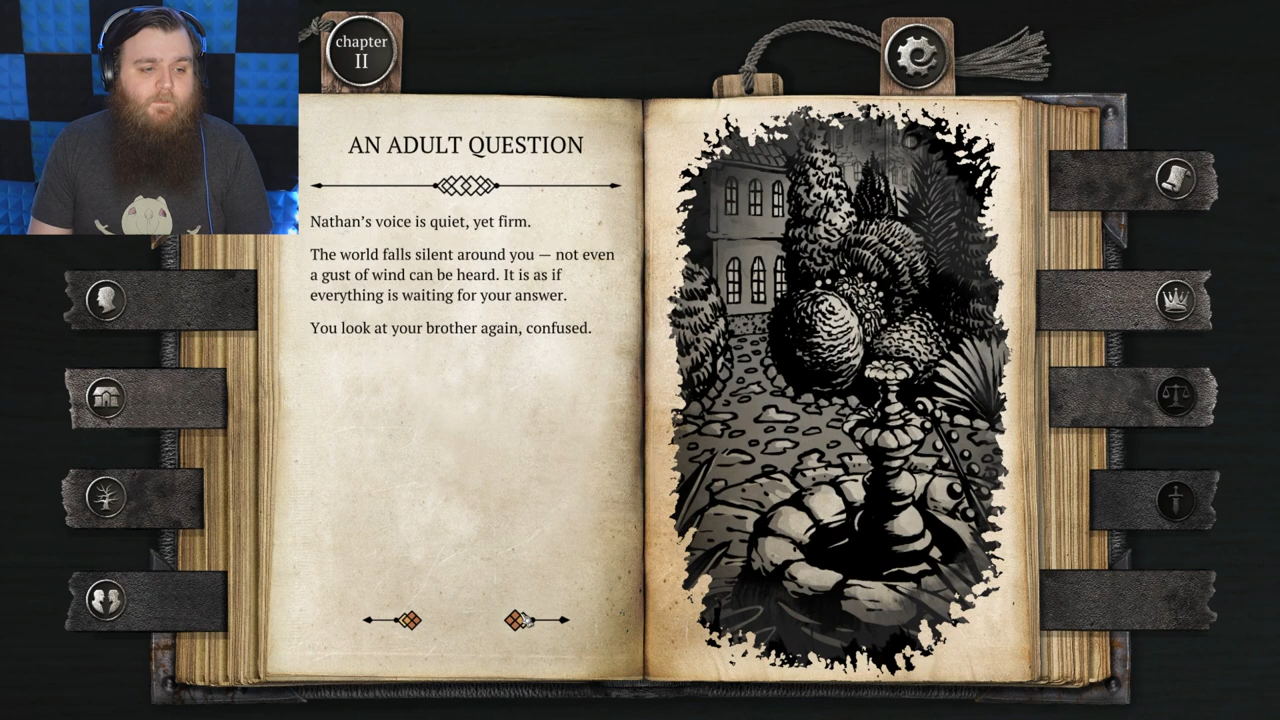 chapter
II
AN ADULT QUESTION
Nathan’s voice is quiet, yet firm.
The world falls silent around you — not even
a gust of wind can be heard. It is as if
everything is waiting for your answer.
You look at your brother again, confused.